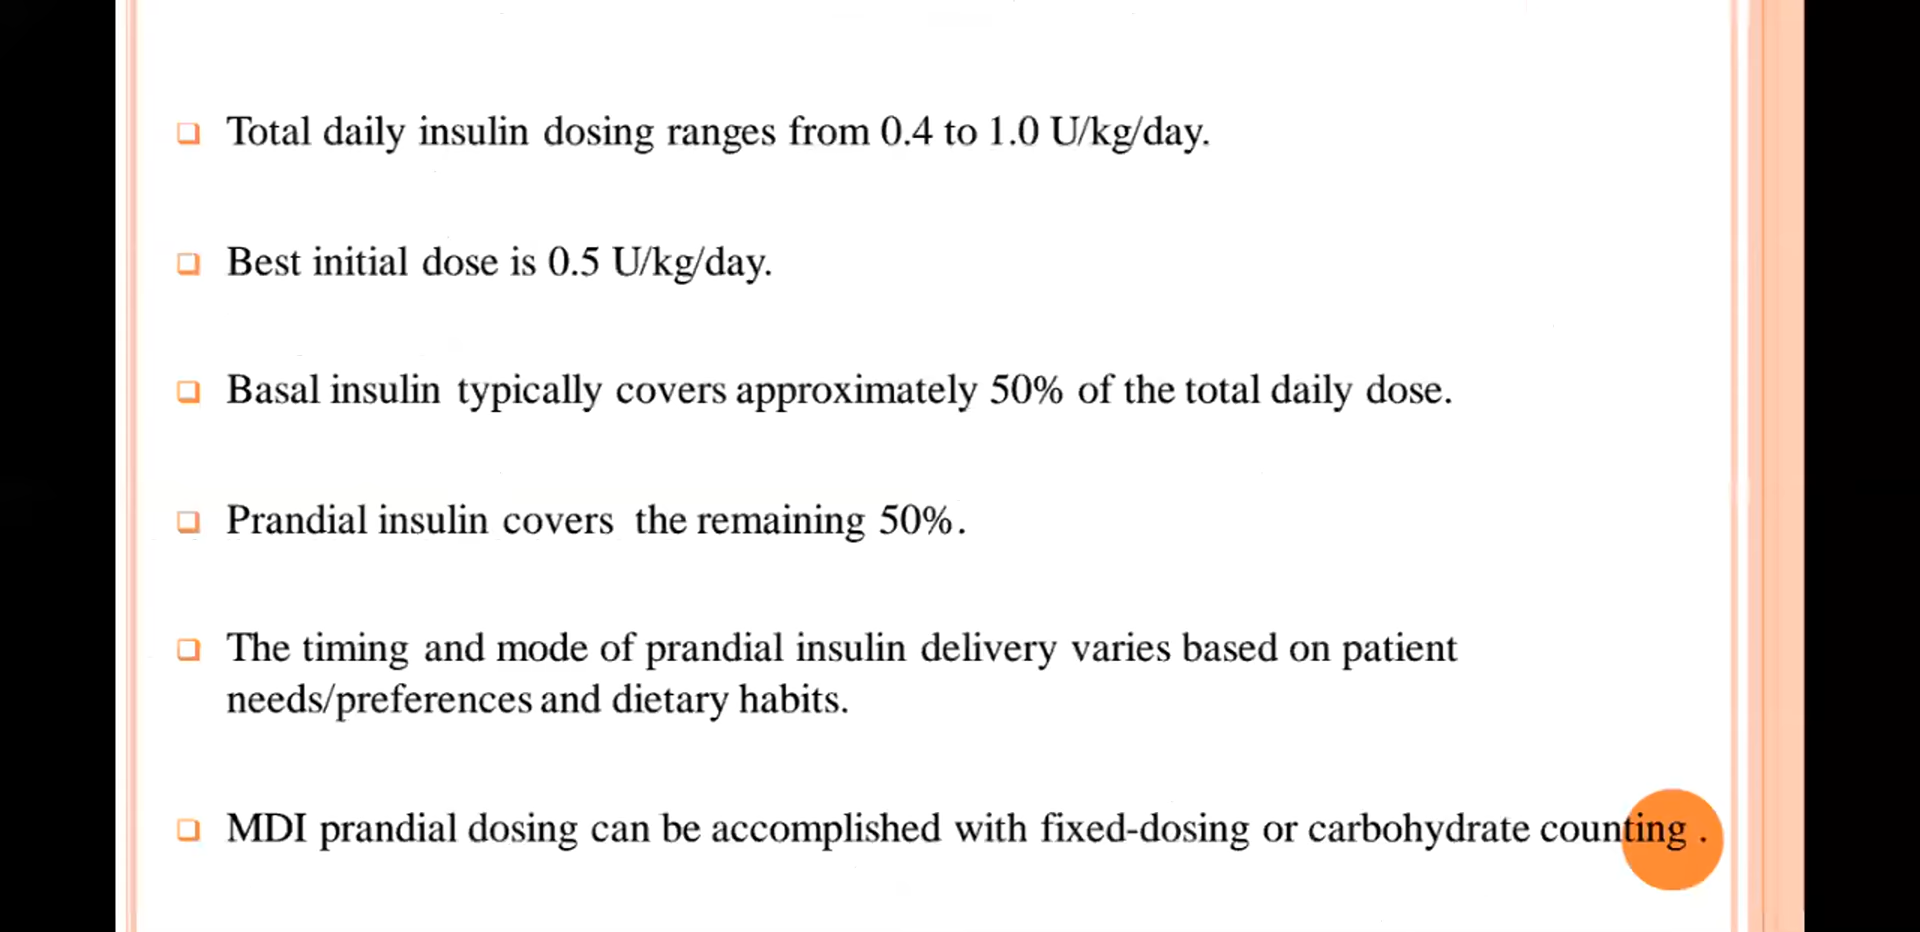 Total daily insulin dosing ranges from 0.4 to 1.0 U/kg/day.
Best initial dose is 0.5 U/kg/day.
Basal insulin typically covers approximately 50% of the total daily dose.
Prandial insulin covers the remaining 50%.
The timing and mode of prandial insulin delivery varies based on patient
needs/preferences and dietary habits.
MDI prandial dosing can be accomplished with fixed-dosing or carbohydrate counting .